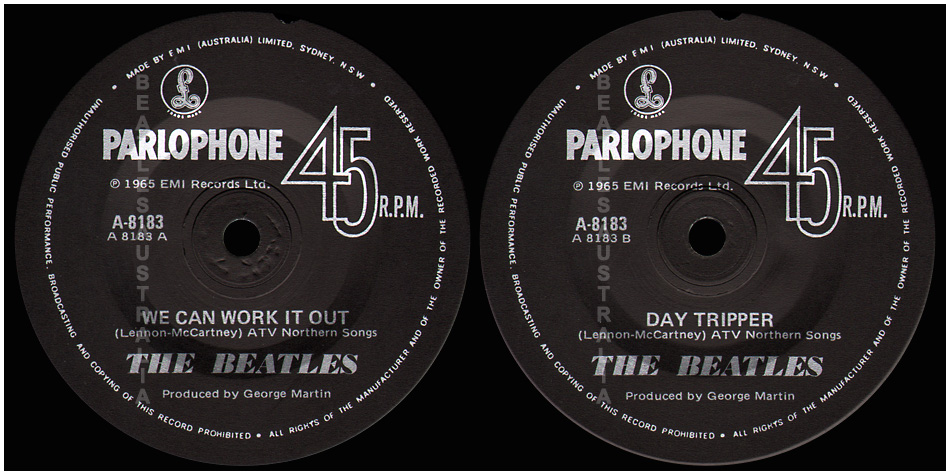 MADE BY EMI (AUSTRALIA) LIMITED. SYDNEY, N S W • UNAUTHORISED PUBLIC PERFORMANCE, BROADCASTING AND COPYING OF THIS RECORD PROHIBITED • ALL RIGHTS OF THE MANUFACTURER AND OF THE OWNER OF THE RECORDED WORK RESERVED
£
TRADE MARK
PARLOPHONE
45 R.P.M.
℗ 1965 EMI Records Ltd.
A-8183
A 8183 A
WE CAN WORK IT OUT
(Lennon-McCartney) ATV Northern Songs
THE BEATLES
Produced by George Martin
BEATLESAUSTRALIA
MADE BY EMI (AUSTRALIA) LIMITED. SYDNEY, N S W • UNAUTHORISED PUBLIC PERFORMANCE, BROADCASTING AND COPYING OF THIS RECORD PROHIBITED • ALL RIGHTS OF THE MANUFACTURER AND OF THE OWNER OF THE RECORDED WORK RESERVED
£
TRADE MARK
PARLOPHONE
45 R.P.M.
℗ 1965 EMI Records Ltd.
A-8183
A 8183 B
DAY TRIPPER
(Lennon-McCartney) ATV Northern Songs
THE BEATLES
Produced by George Martin
BEATLESAUSTRALIA